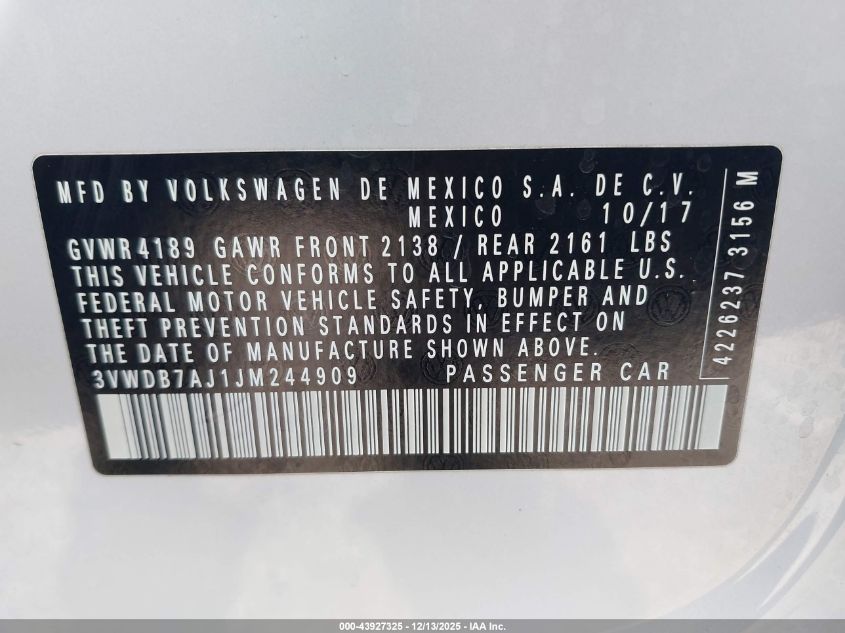 MFD BY VOLKSWAGEN DE MEXICO S.A. DE C.V.
MEXICO 10/17
GVWR 4189 GAWR FRONT 2138 / REAR 2161 LBS
THIS VEHICLE CONFORMS TO ALL APPLICABLE U.S.
FEDERAL MOTOR VEHICLE SAFETY, BUMPER AND
THEFT PREVENTION STANDARDS IN EFFECT ON
THE DATE OF MANUFACTURE SHOWN ABOVE.
3VWDB7AJ1JM244909 PASSENGER CAR
4226237 3156 M
000-43927325 - 12/13/2025 - IAA Inc.